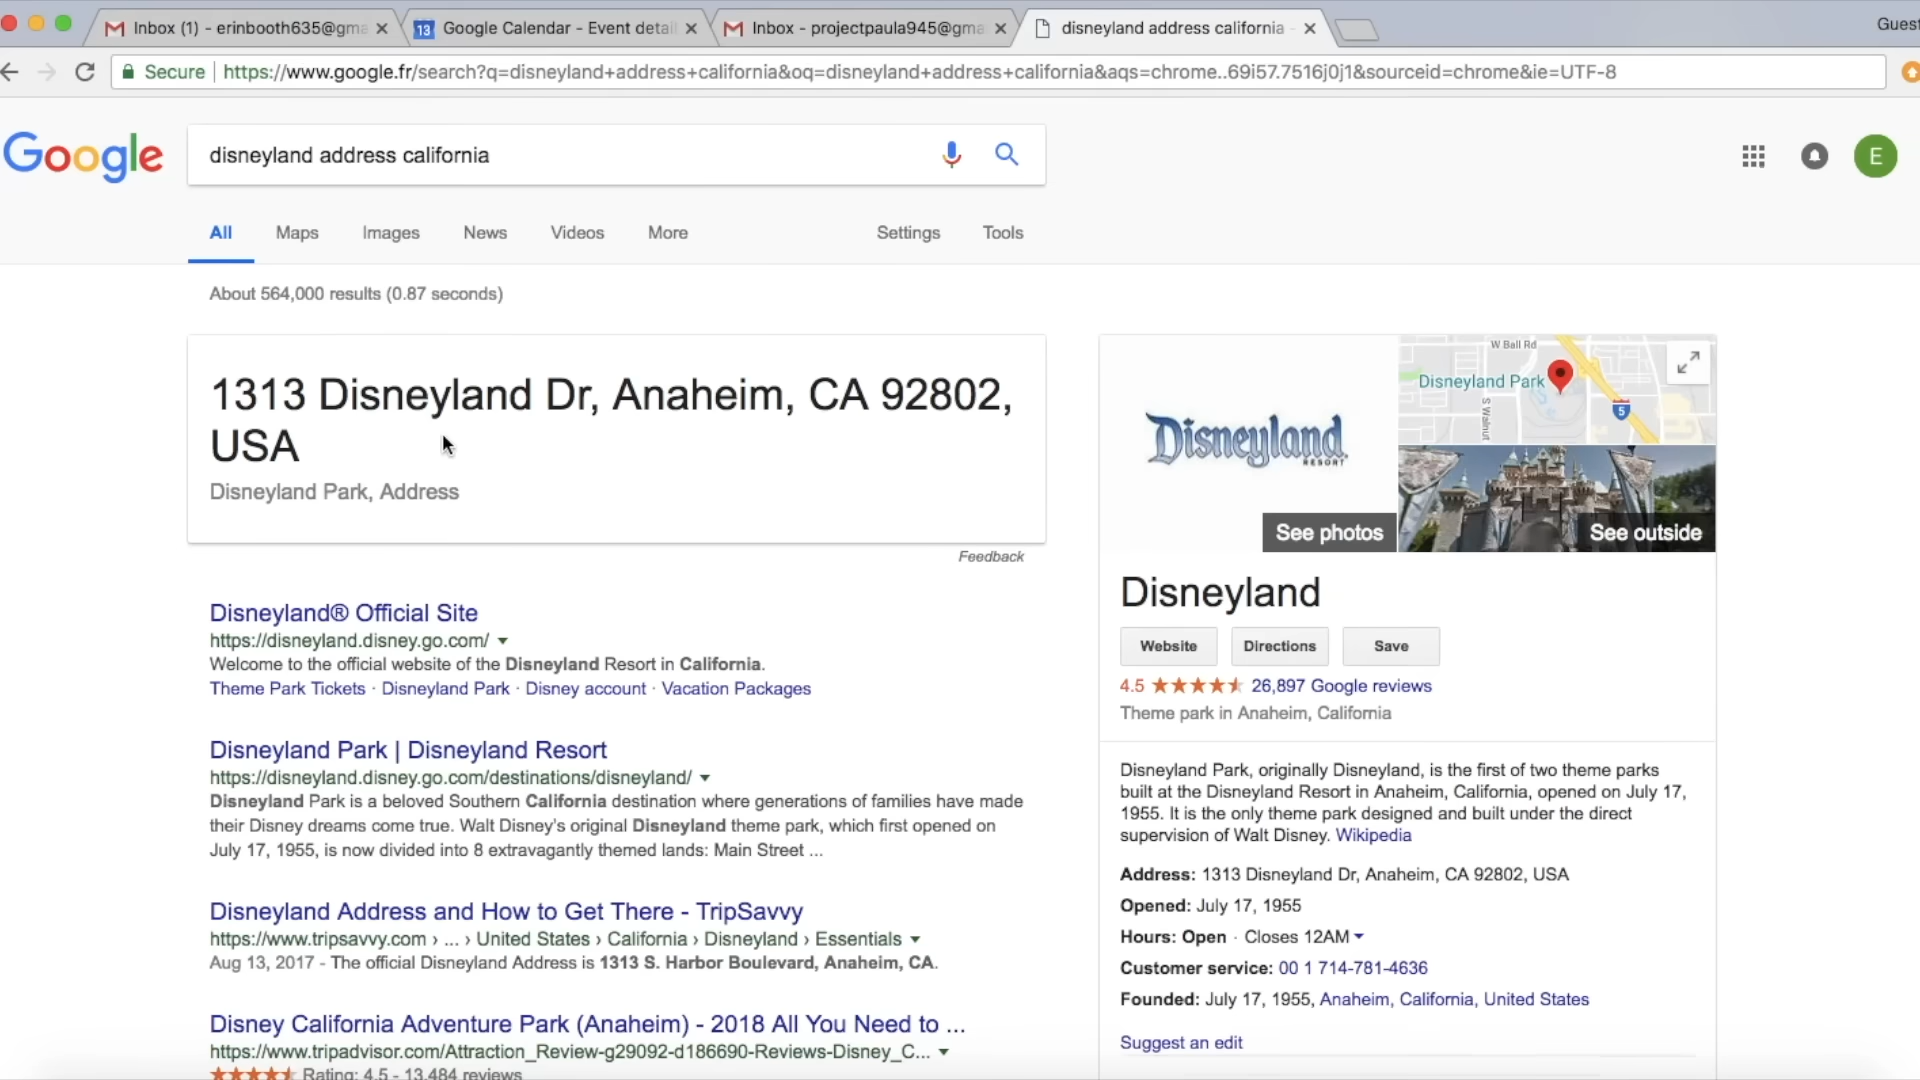 Inbox (1) - erinbooth635@gma
Google Calendar - Event detail
Inbox - projectpaula945@gma
disneyland address california -
Guest
Secure
https://www.google.fr/search?q=disneyland+address+california&oq=disneyland+address+california&aqs=chrome..69i57.7516j0j1&sourceid=chrome&ie=UTF-8
Google
disneyland address california
E
All Maps Images News Videos More Settings Tools
About 564,000 results (0.87 seconds)
1313 Disneyland Dr, Anaheim, CA 92802,
USA
Disneyland Park, Address
Feedback
Disneyland® Official Site
https://disneyland.disney.go.com/
Welcome to the official website of the Disneyland Resort in California.
Theme Park Tickets · Disneyland Park · Disney account · Vacation Packages
Disneyland Park | Disneyland Resort
https://disneyland.disney.go.com/destinations/disneyland/
Disneyland Park is a beloved Southern California destination where generations of families have made
their Disney dreams come true. Walt Disney's original Disneyland theme park, which first opened on
July 17, 1955, is now divided into 8 extravagantly themed lands: Main Street ...
Disneyland Address and How to Get There - TripSavvy
https://www.tripsavvy.com › ... › United States › California › Disneyland › Essentials
Aug 13, 2017 - The official Disneyland Address is 1313 S. Harbor Boulevard, Anaheim, CA.
Disney California Adventure Park (Anaheim) - 2018 All You Need to ...
https://www.tripadvisor.com/Attraction_Review-g29092-d186690-Reviews-Disney_C...
Rating: 4.5 - 13,484 reviews
Disneyland
RESORT
See photos
W Ball Rd
Disneyland Park
S Walnut
5
See outside
Disneyland
Website Directions Save
4.5 26,897 Google reviews
Theme park in Anaheim, California
Disneyland Park, originally Disneyland, is the first of two theme parks
built at the Disneyland Resort in Anaheim, California, opened on July 17,
1955. It is the only theme park designed and built under the direct
supervision of Walt Disney. Wikipedia
Address: 1313 Disneyland Dr, Anaheim, CA 92802, USA
Opened: July 17, 1955
Hours: Open · Closes 12AM
Customer service: 00 1 714-781-4636
Founded: July 17, 1955, Anaheim, California, United States
Suggest an edit